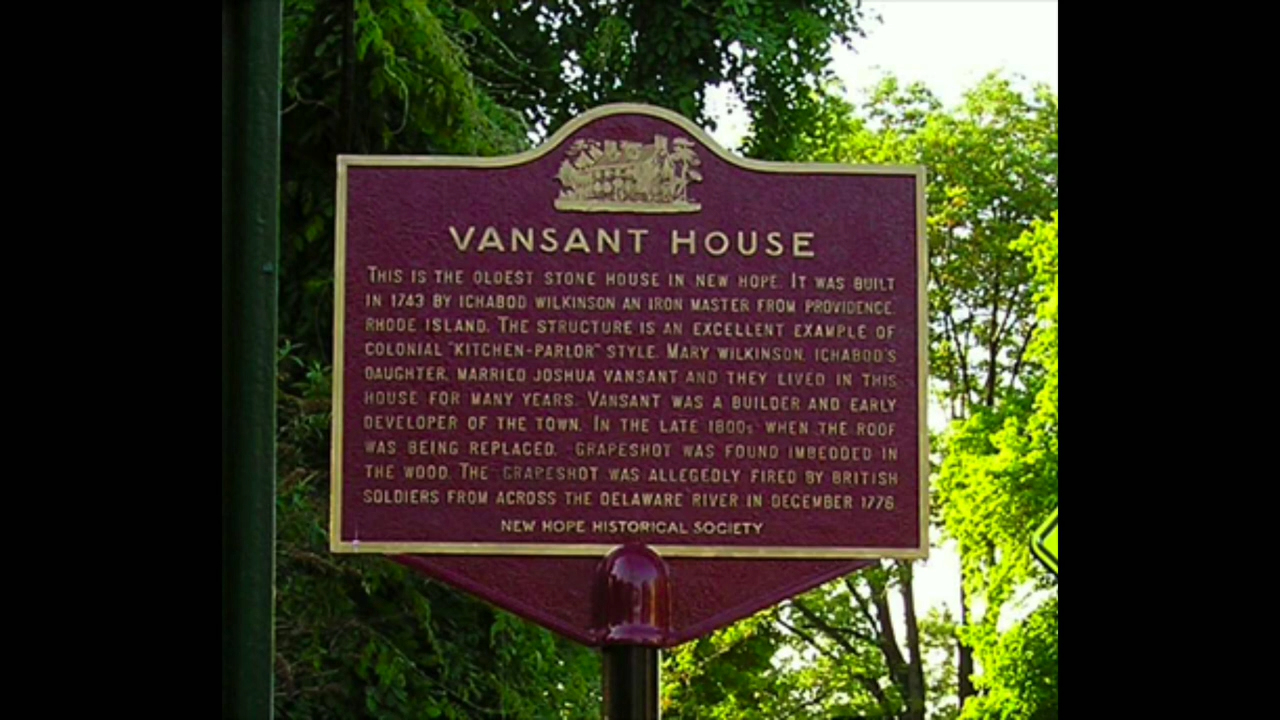 VANSANT HOUSE
THIS IS THE OLDEST STONE HOUSE IN NEW HOPE. IT WAS BUILT
IN 1743 BY ICHABOD WILKINSON AN IRON MASTER FROM PROVIDENCE,
RHODE ISLAND. THE STRUCTURE IS AN EXCELLENT EXAMPLE OF
COLONIAL "KITCHEN-PARLOR" STYLE. MARY WILKINSON, ICHABOD'S
DAUGHTER, MARRIED JOSHUA VANSANT AND THEY LIVED IN THIS
HOUSE FOR MANY YEARS. VANSANT WAS A BUILDER AND EARLY
DEVELOPER OF THE TOWN. IN THE LATE 1800s WHEN THE ROOF
WAS BEING REPLACED, GRAPESHOT WAS FOUND IMBEDDED IN
THE WOOD. THE GRAPESHOT WAS ALLEGEDLY FIRED BY BRITISH
SOLDIERS FROM ACROSS THE DELAWARE RIVER IN DECEMBER 1776
NEW HOPE HISTORICAL SOCIETY